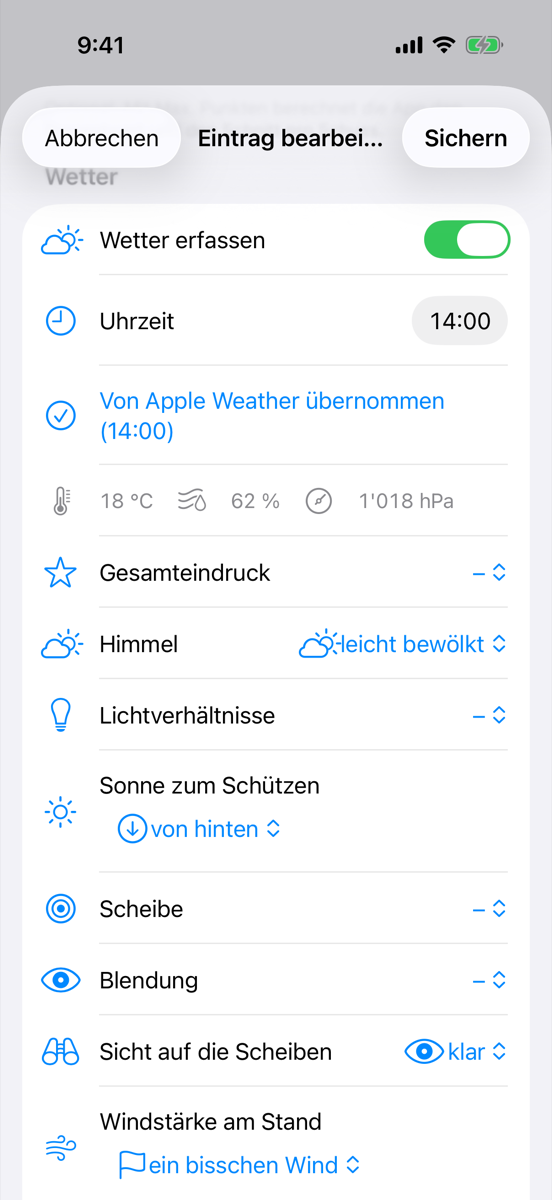 9:41
Abbrechen
Eintrag bearbei...
Sichern
Wetter
Wetter erfassen
Uhrzeit
14:00
Von Apple Weather übernommen
(14:00)
18 °C
62 %
1'018 hPa
Gesamteindruck
–
Himmel
leicht bewölkt
Lichtverhältnisse
–
Sonne zum Schützen
von hinten
Scheibe
–
Blendung
–
Sicht auf die Scheiben
klar
Windstärke am Stand
ein bisschen Wind